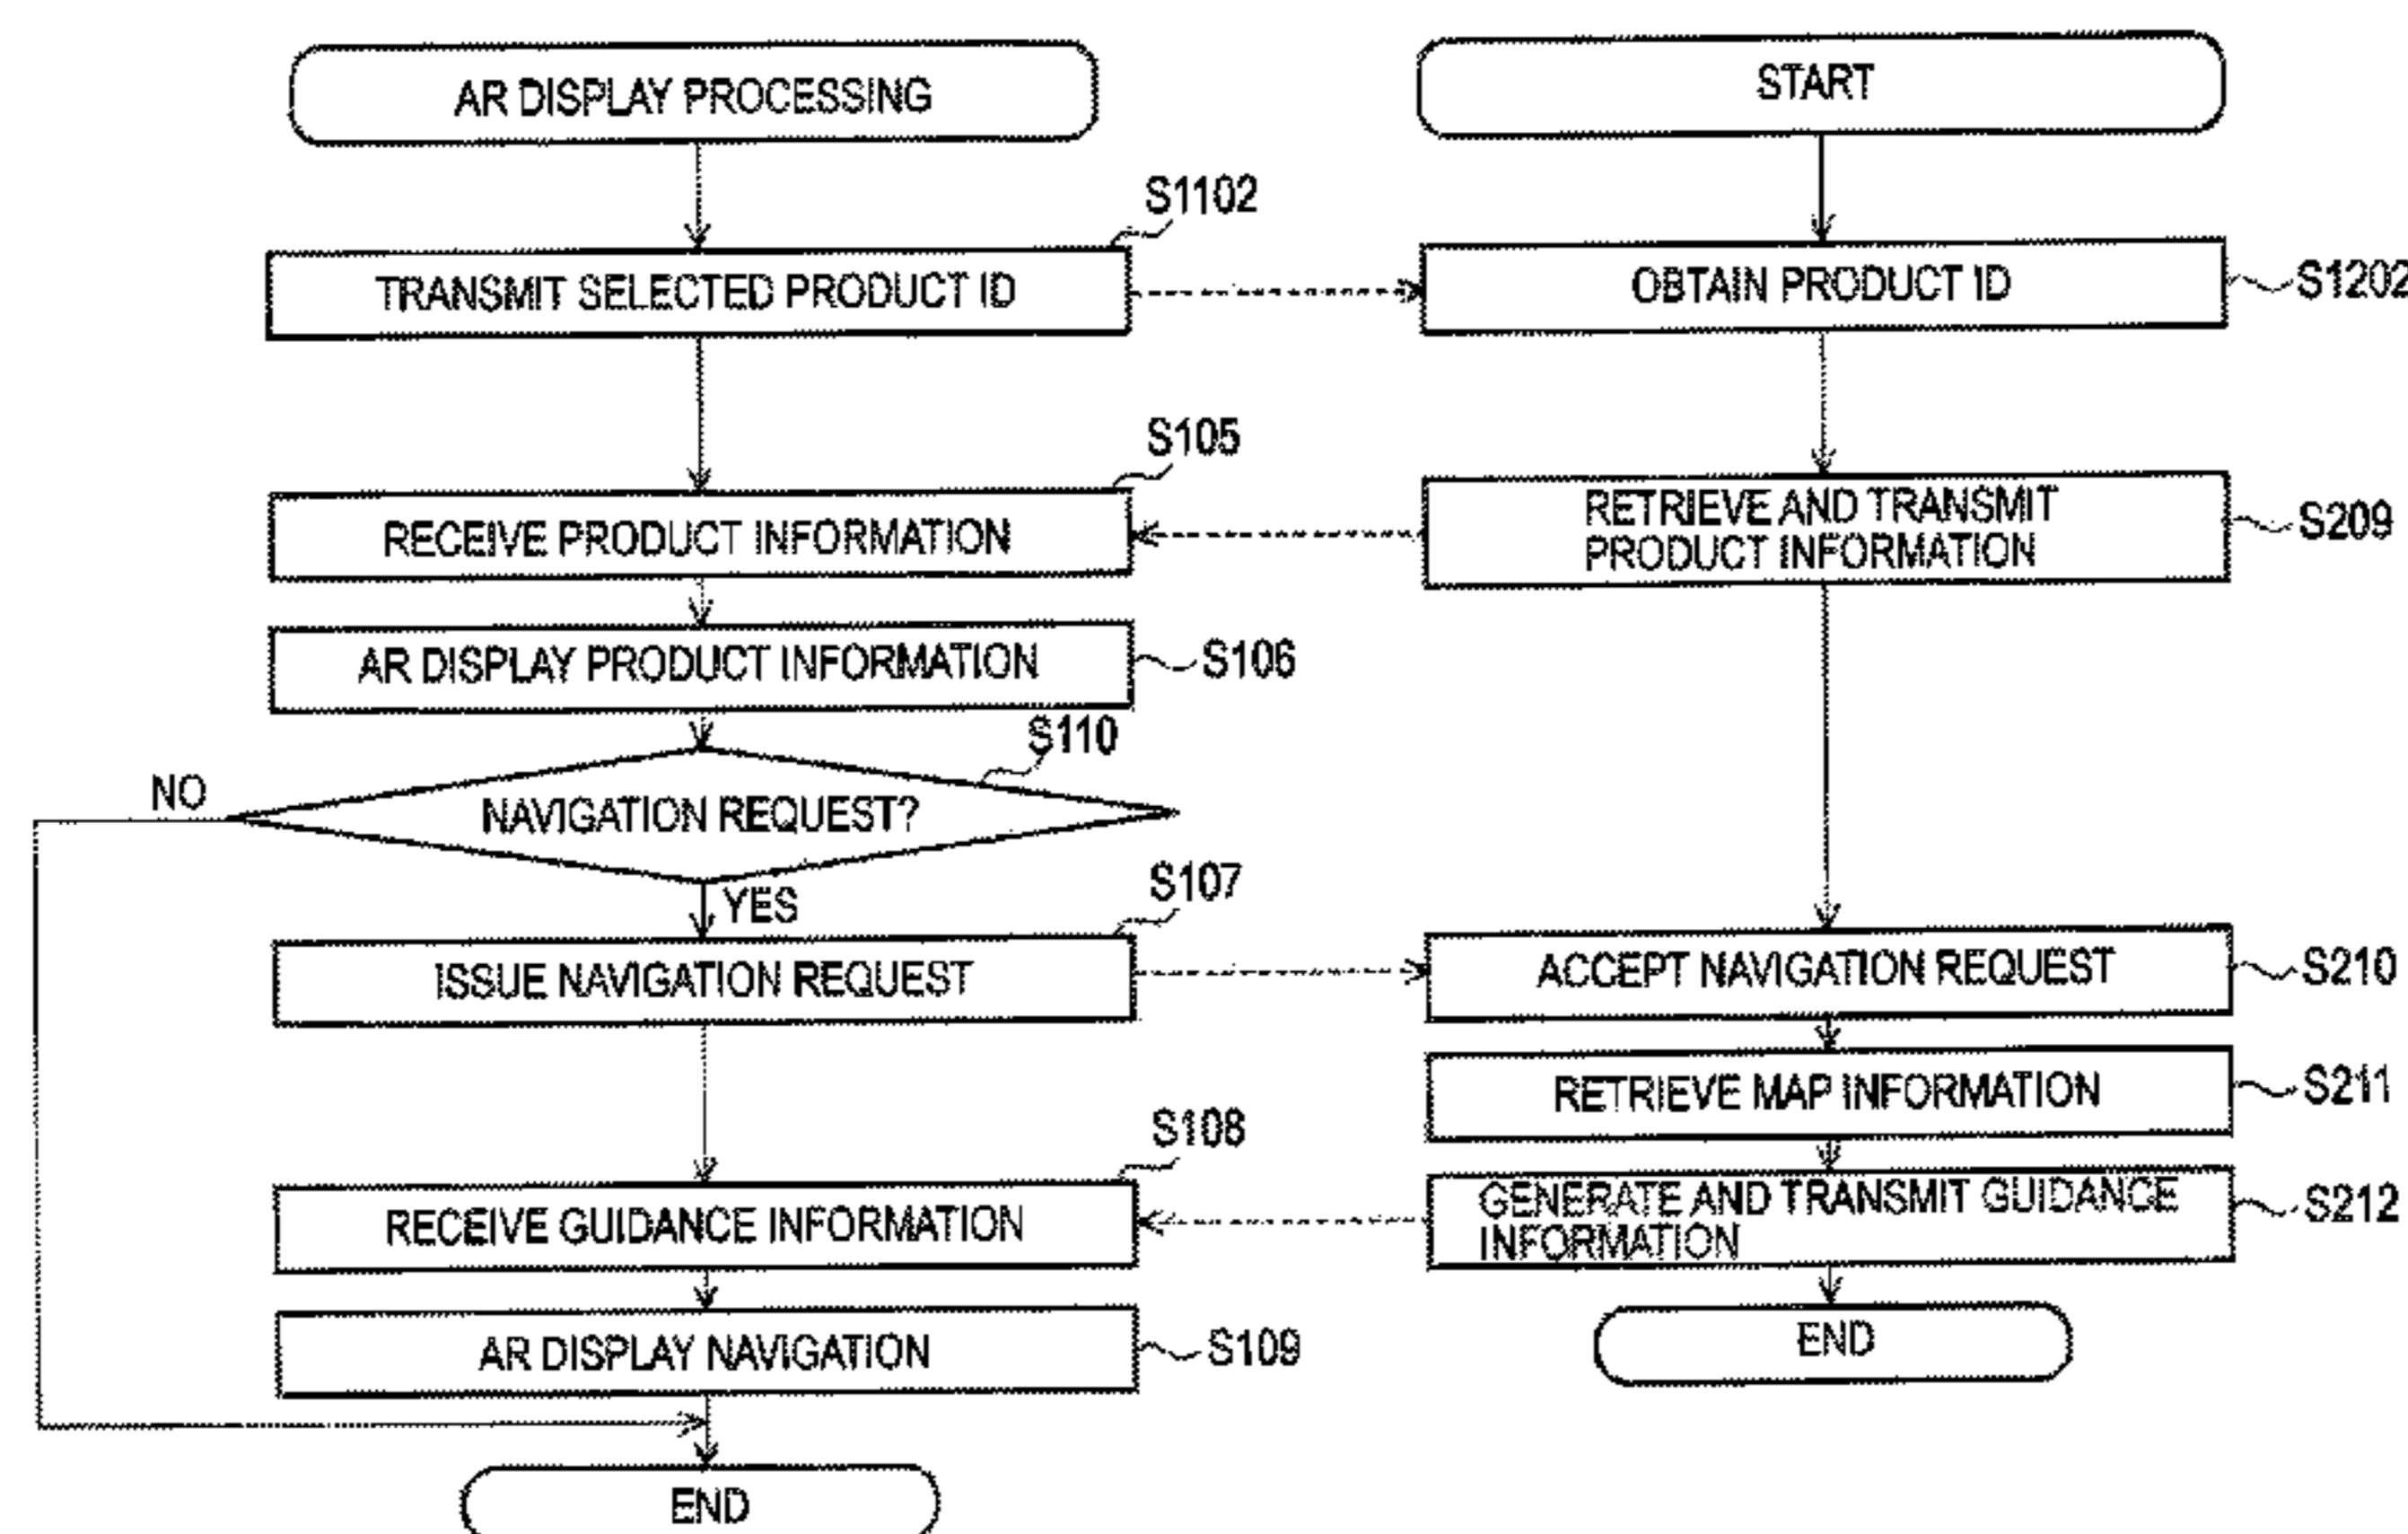 AR DISPLAY PROCESSING
START
S1102
TRANSMIT SELECTED PRODUCT ID
OBTAIN PRODUCT ID
S1202
S105
RECEIVE PRODUCT INFORMATION
RETRIEVE AND TRANSMIT
PRODUCT INFORMATION
S209
AR DISPLAY PRODUCT INFORMATION
S106
S110
NO
NAVIGATION REQUEST?
YES
S107
ISSUE NAVIGATION REQUEST
ACCEPT NAVIGATION REQUEST
S210
RETRIEVE MAP INFORMATION
S211
S108
RECEIVE GUIDANCE INFORMATION
GENERATE AND TRANSMIT GUIDANCE
INFORMATION
S212
AR DISPLAY NAVIGATION
S109
END
END